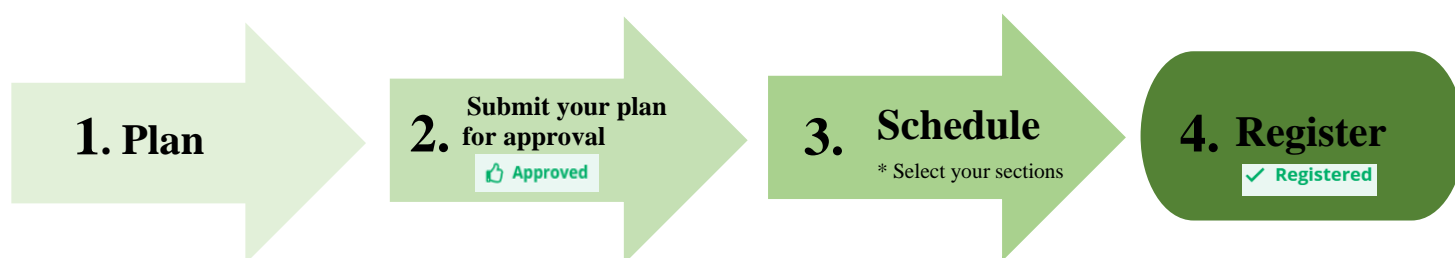 1. Plan
2. Submit your plan
for approval
Approved
3. Schedule
* Select your sections
4. Register
Registered